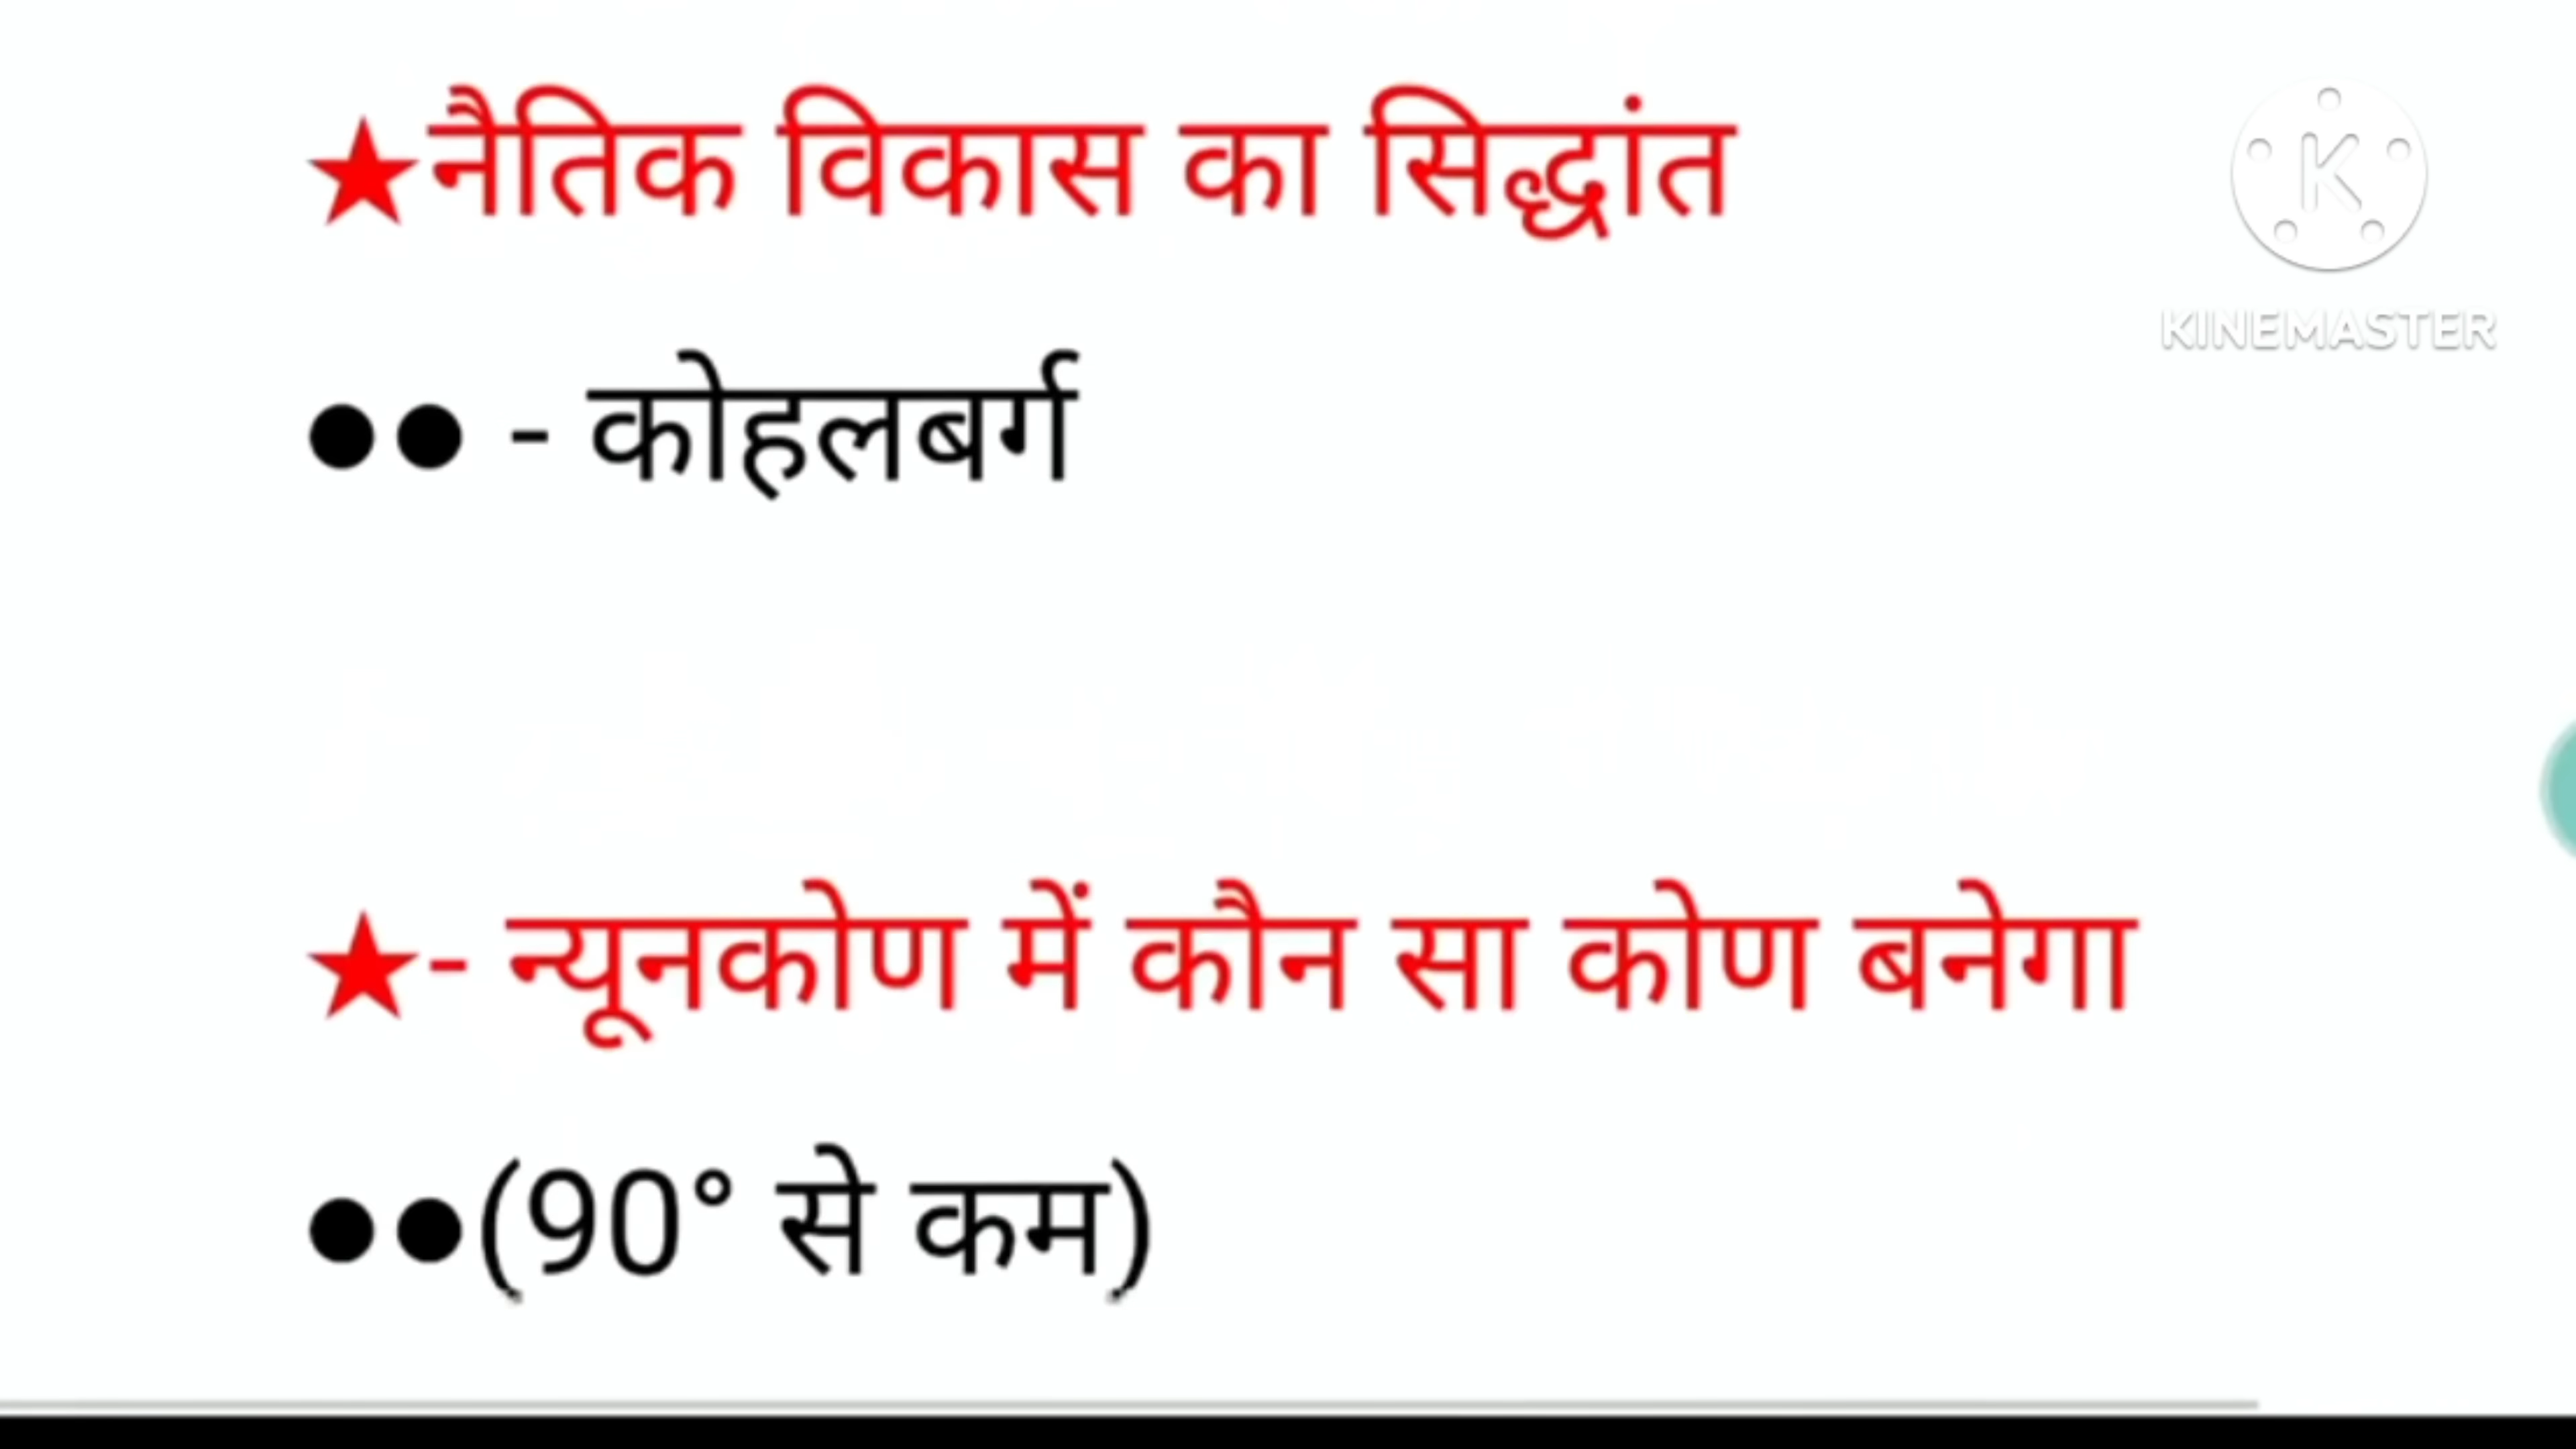 ★नैतिक विकास का सिद्धांत
KINEMASTER
●● - कोहलबर्ग
★- न्यूनकोण में कौन सा कोण बनेगा
●●(90° से कम)